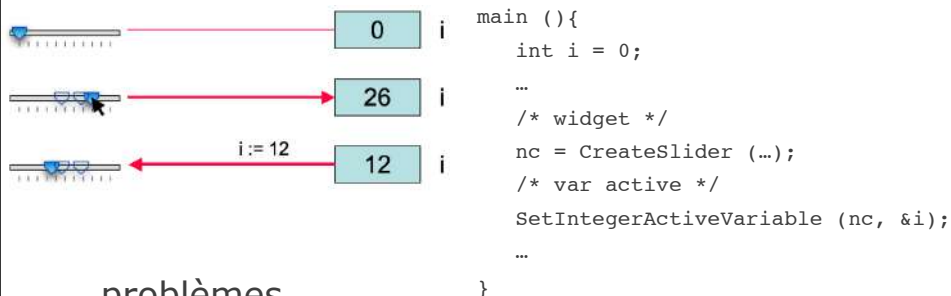 0 i
26 i
i := 12
12 i
main (){
int i = 0;
…
/* widget */
nc = CreateSlider (…);
/* var active */
SetIntegerActiveVariable (nc, &i);
…
}
problèmes